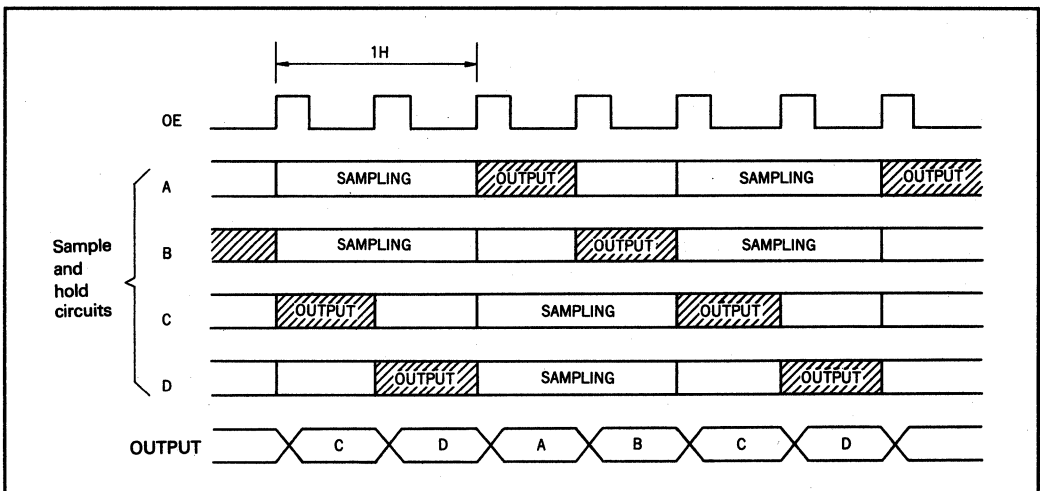 1H
OE
A SAMPLING OUTPUT SAMPLING OUTPUT
Sample
and
hold
circuits
B SAMPLING OUTPUT SAMPLING
C OUTPUT SAMPLING OUTPUT
D OUTPUT SAMPLING OUTPUT
OUTPUT C D A B C D